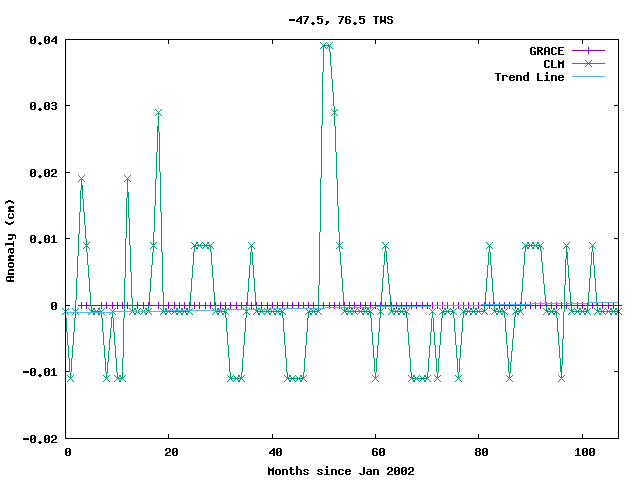 -47.5, 76.5 TWS
GRACE
CLM
Trend Line
Anomaly (cm)
0.04
0.03
0.02
0.01
0
-0.01
-0.02
0 20 40 60 80 100
Months since Jan 2002